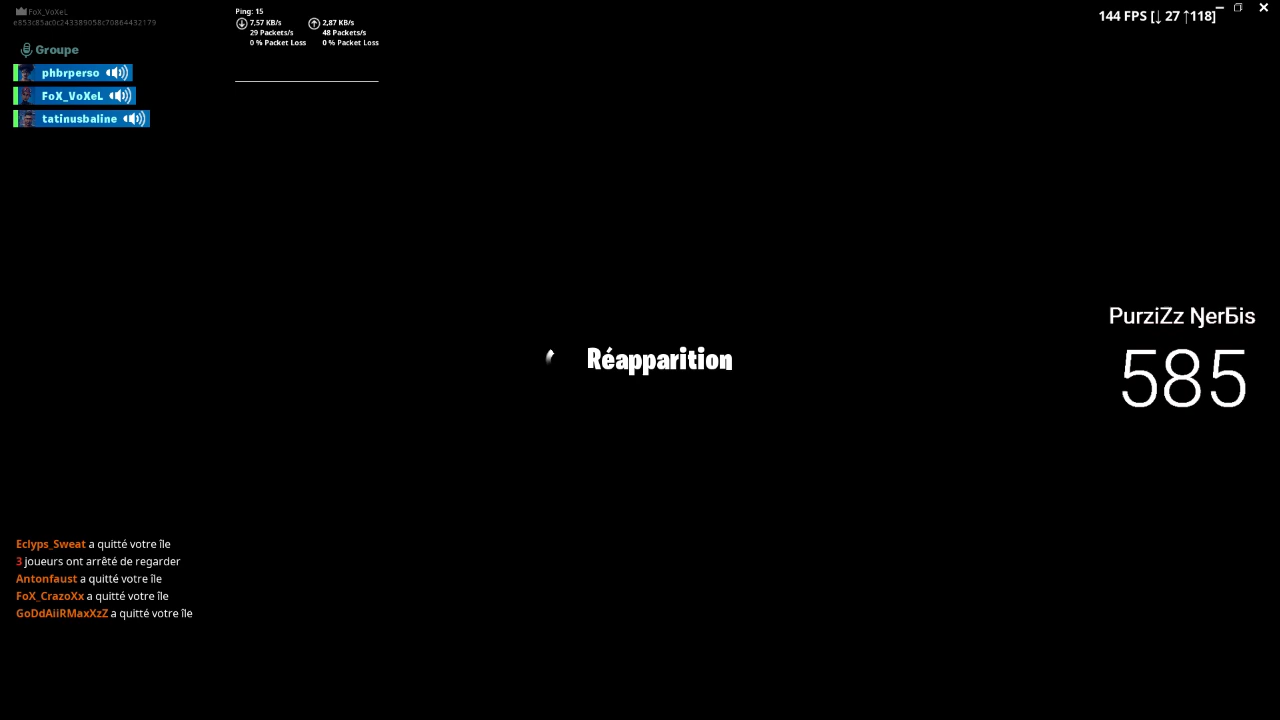 FoX_VoXeL
e853c85ac0c243389058c70864432179
Groupe
phbrperso
FoX_VoXeL
tatinusbaline
Ping: 15
7,57 KB/s 2,87 KB/s
29 Packets/s 48 Packets/s
0 % Packet Loss 0 % Packet Loss
144 FPS [↓ 27 ↑118]
Réapparition
PurziZz ŊerБis
585
Eclyps_Sweat a quitté votre île
3 joueurs ont arrêté de regarder
Antonfaust a quitté votre île
FoX_CrazoXx a quitté votre île
GoDdAiiRMaxXzZ a quitté votre île